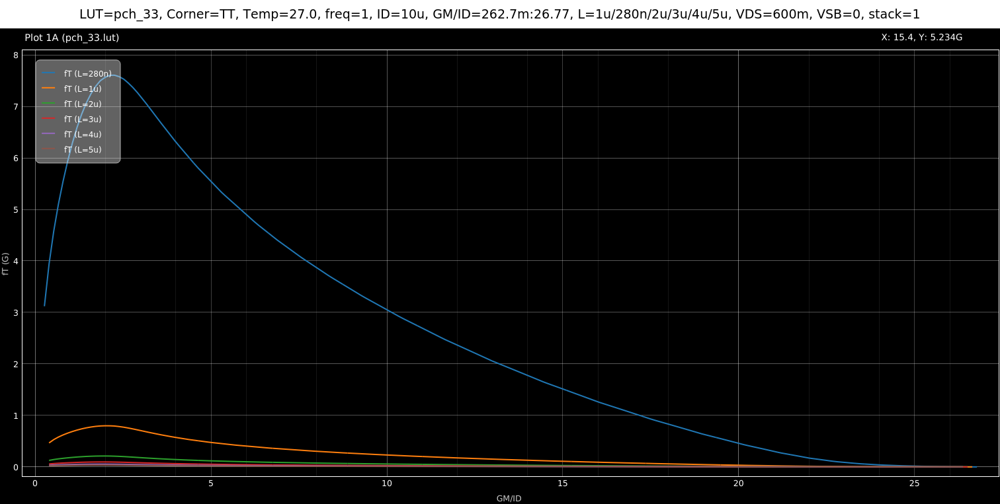 LUT=pch_33, Corner=TT, Temp=27.0, freq=1, ID=10u, GM/ID=262.7m:26.77, L=1u/280n/2u/3u/4u/5u, VDS=600m, VSB=0, stack=1
Plot 1A (pch_33.lut)
X: 15.4, Y: 5.234G
fT (L=280n)
fT (L=1u)
fT (L=2u)
fT (L=3u)
fT (L=4u)
fT (L=5u)
8
7
6
5
4
3
2
1
0
fT (G)
0 5 10 15 20 25
GM/ID